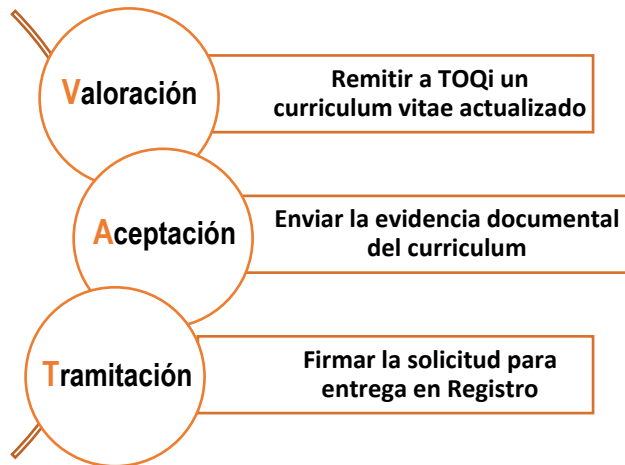 Valoración
Remitir a TOQi un
curriculum vitae actualizado
Aceptación
Enviar la evidencia documental
del curriculum
Tramitación
Firmar la solicitud para
entrega en Registro